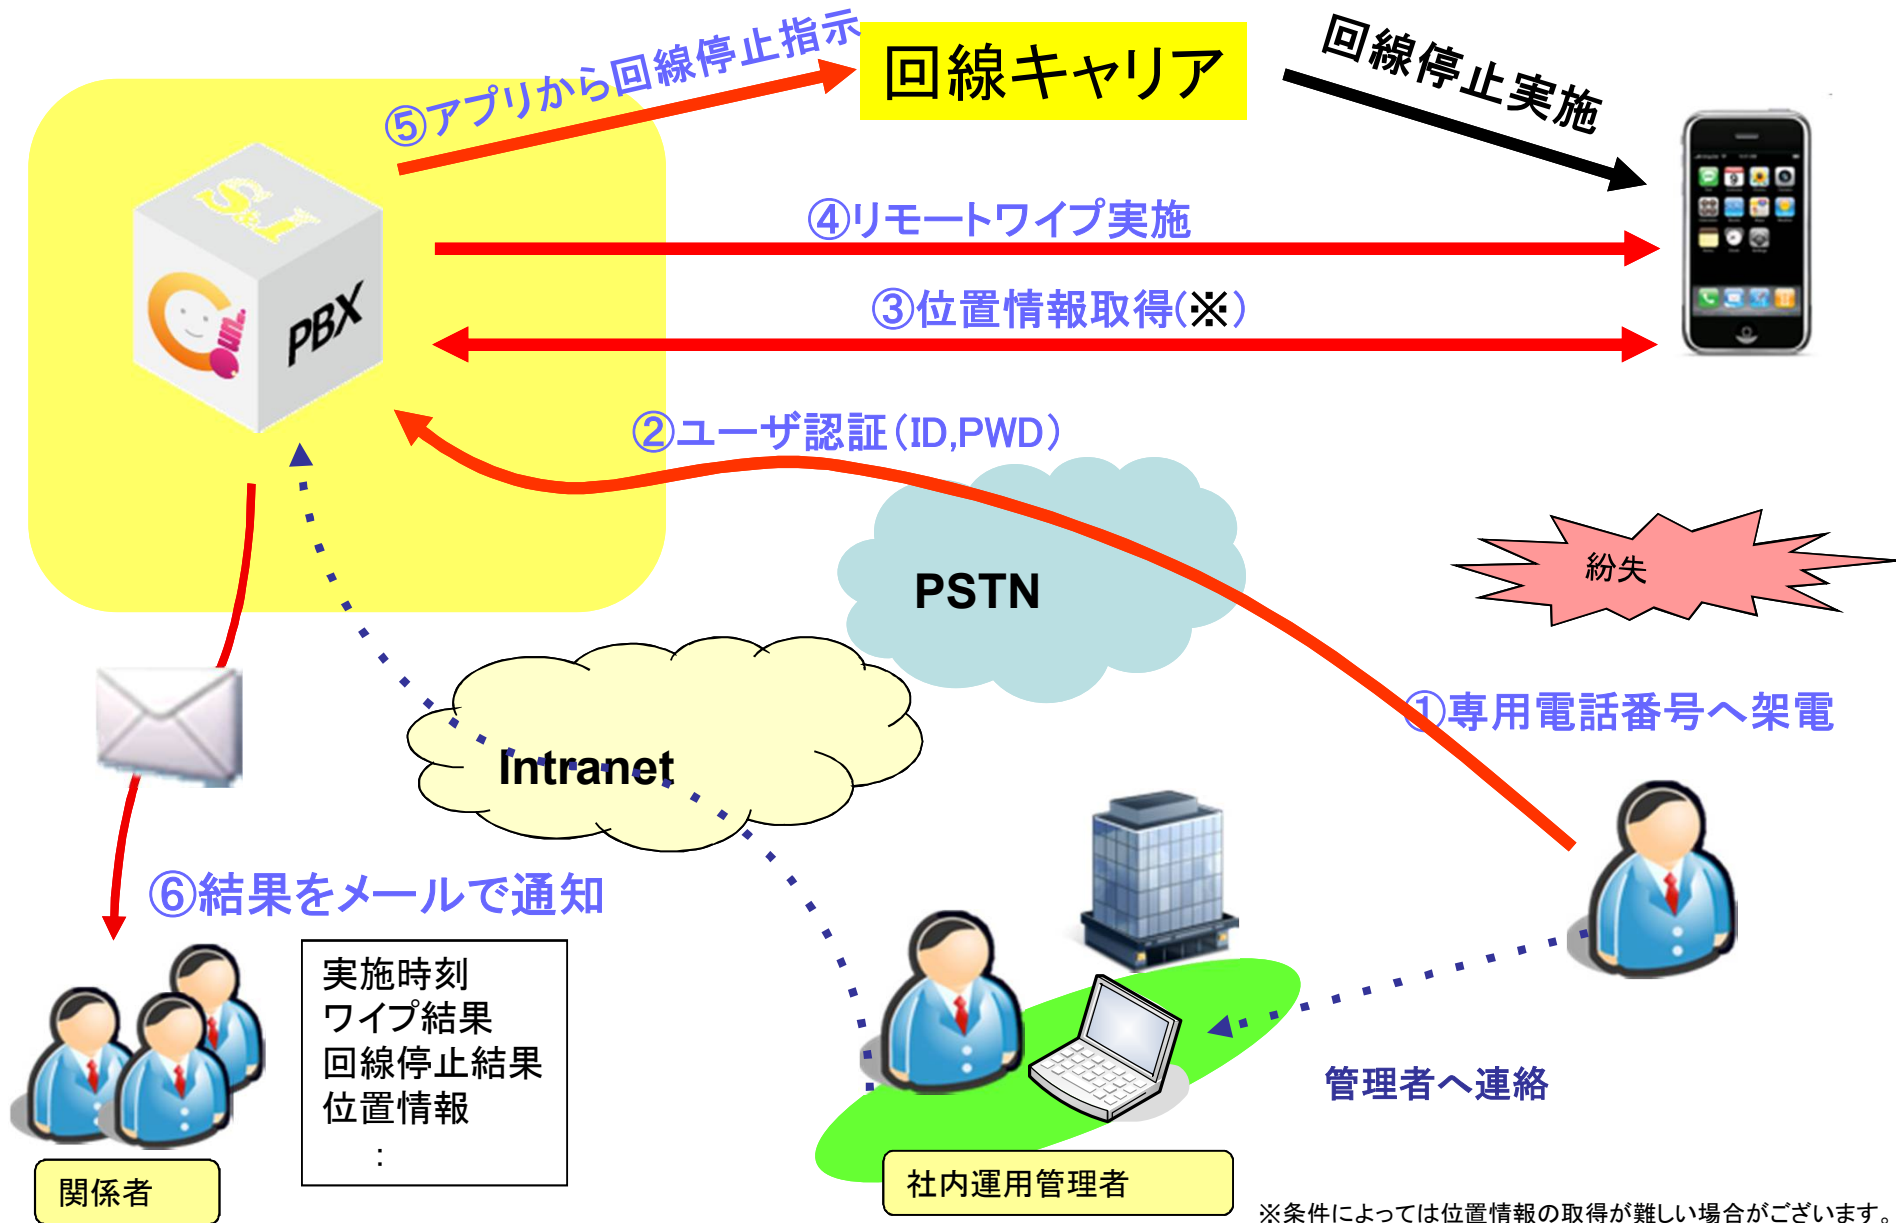 ⑤アプリから回線停止指示
回線キャリア
回線停止実施
S&I
④リモートワイプ実施
PBX
③位置情報取得(※)
②ユーザ認証(ID,PWD)
PSTN
紛失
①専用電話番号へ架電
Intranet
⑥結果をメールで通知
実施時刻
ワイプ結果
回線停止結果
位置情報
:
管理者へ連絡
関係者
社内運用管理者
※条件によっては位置情報の取得が難しい場合がございます。